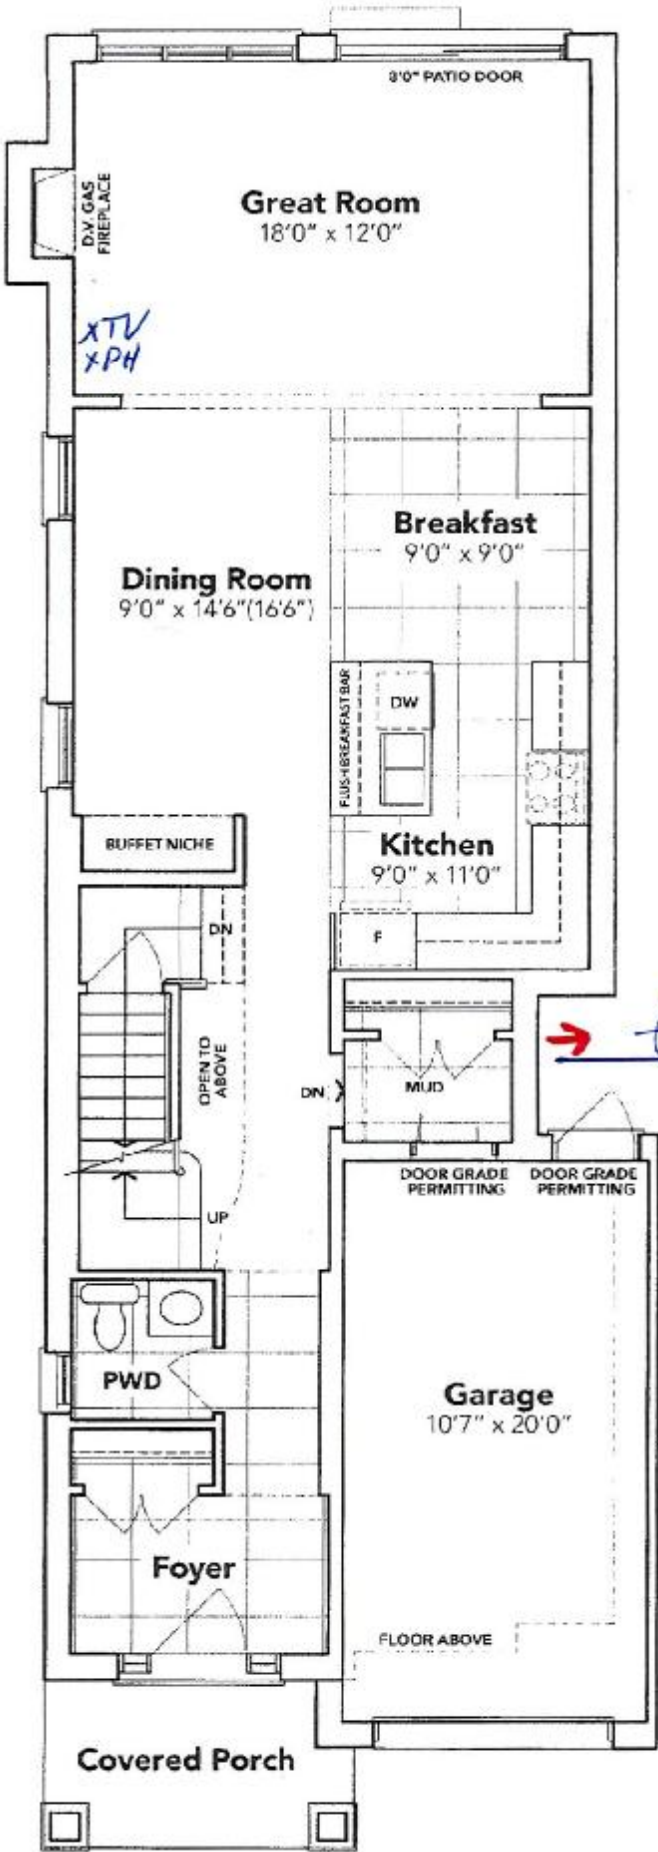 8'0" PATIO DOOR
Great Room
18'0" x 12'0"
D.V. GAS
FIREPLACE
XTV
XPH
Breakfast
9'0" x 9'0"
Dining Room
9'0" x 14'6"(16'6")
FLUSH BREAKFAST BAR
DW
BUFFET NICHE
Kitchen
9'0" x 11'0"
DN
F
OPEN TO
ABOVE
DN
MUD
DOOR GRADE
PERMITTING
DOOR GRADE
PERMITTING
UP
PWD
Garage
10'7" x 20'0"
Foyer
FLOOR ABOVE
Covered Porch